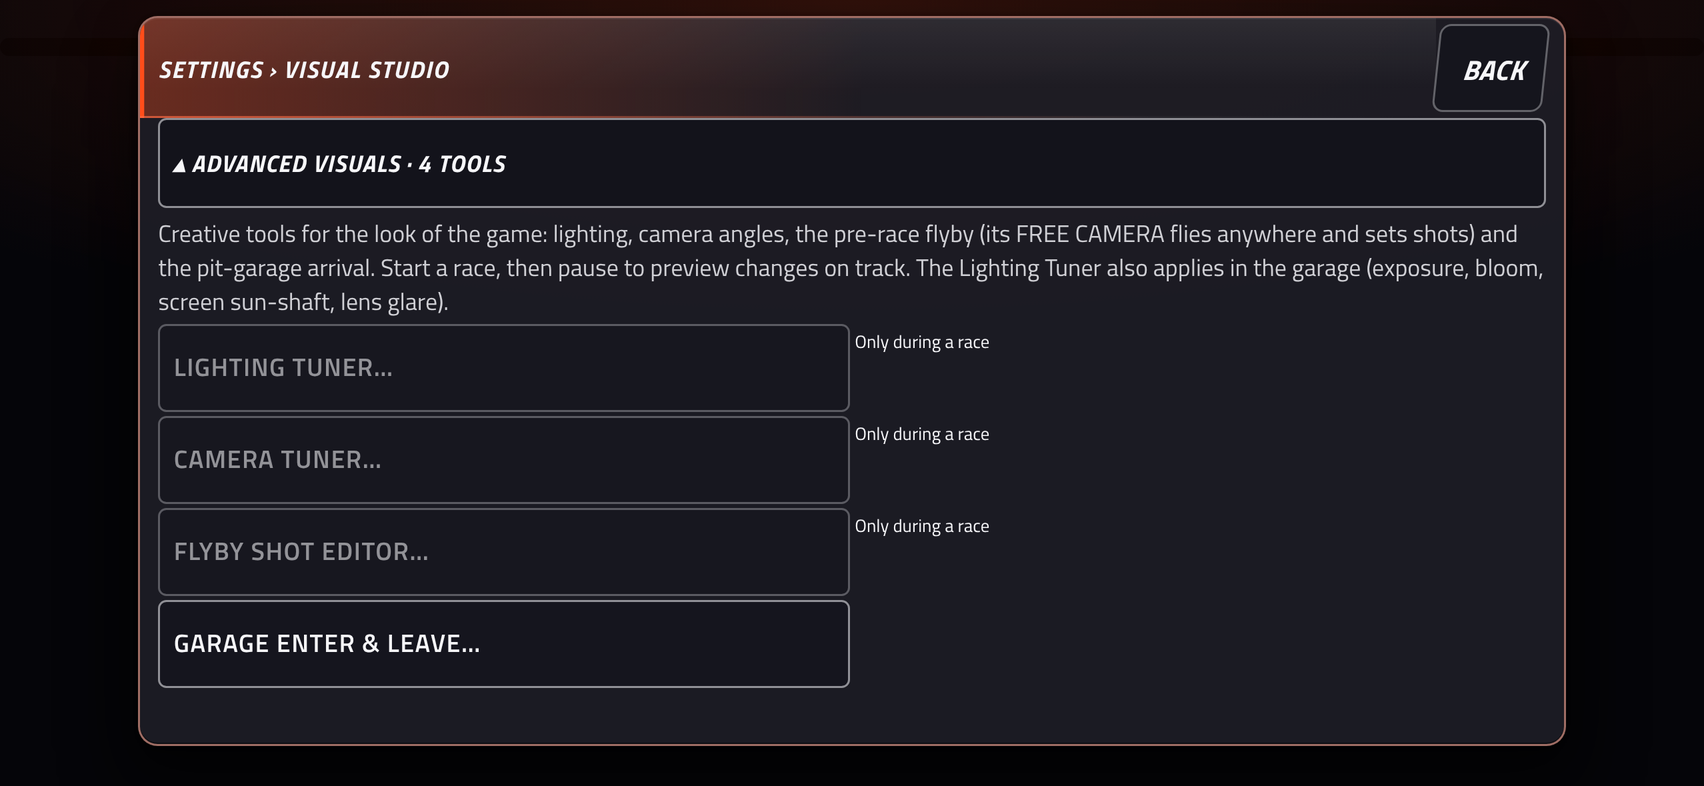 SETTINGS › VISUAL STUDIO
BACK
▲ ADVANCED VISUALS · 4 TOOLS
Creative tools for the look of the game: lighting, camera angles, the pre-race flyby (its FREE CAMERA flies anywhere and sets shots) and
the pit-garage arrival. Start a race, then pause to preview changes on track. The Lighting Tuner also applies in the garage (exposure, bloom,
screen sun-shaft, lens glare).
LIGHTING TUNER...
Only during a race
CAMERA TUNER...
Only during a race
FLYBY SHOT EDITOR...
Only during a race
GARAGE ENTER & LEAVE...